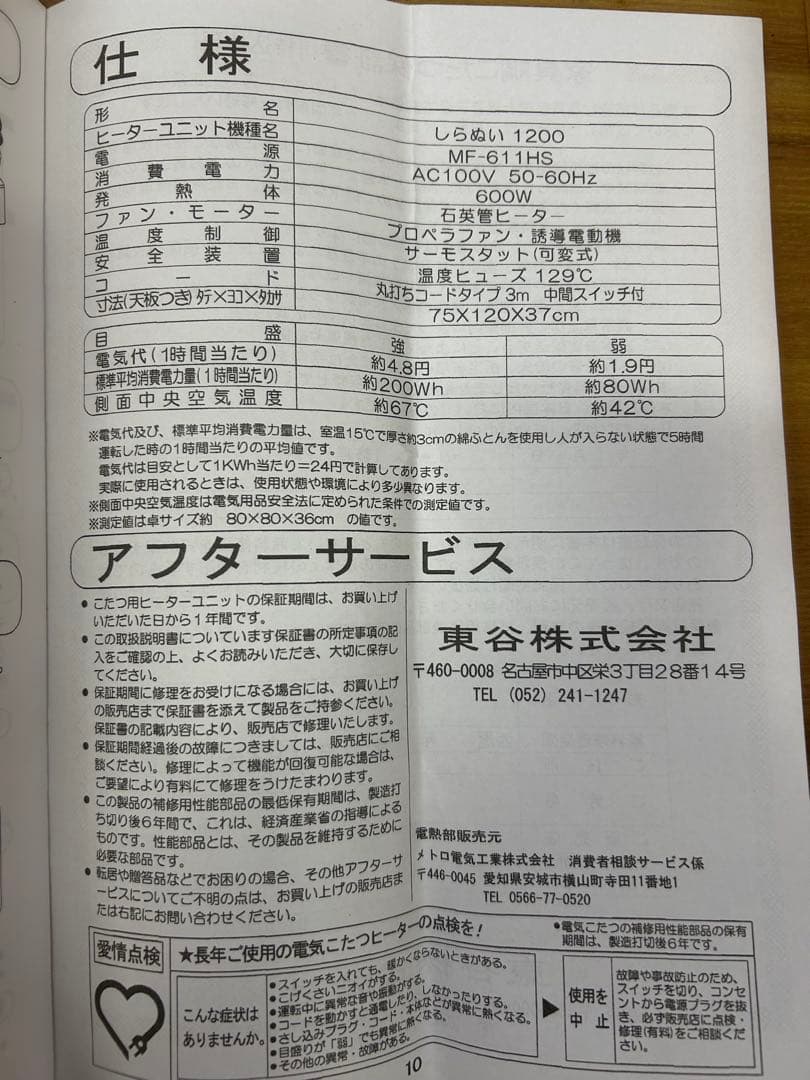 仕様
形名 しらぬい 1200
ヒーターユニット機種名 MF-611HS
電源 AC100V 50-60Hz
消費電力 600W
発熱体 石英管ヒーター
ファン・モーター プロペラファン・誘導電動機
温度制御 サーモスタット(可変式)
安全装置 温度ヒューズ 129℃
コード 丸打ちコードタイプ 3m 中間スイッチ付
寸法(天板つき) ﾀﾃ×ﾖｺ×ﾀｶｻ 75X120X37cm
目盛 強 弱
電気代(1時間当たり) 約4.8円 約1.9円
標準平均消費電力量(1時間当たり) 約200Wh 約80Wh
側面中央空気温度 約67℃ 約42℃
※電気代及び、標準平均消費電力量は、室温15℃で厚さ約3cmの綿ふとんを使用し人が入らない状態で5時間
運転した時の1時間当たりの平均値です。
電気代は目安として1KWh当たり＝24円で計算してあります。
実際に使用されるときは、使用状態や環境により多少異なります。
※側面中央空気温度は電気用品安全法に定められた条件での測定値です。
※測定値は卓サイズ約 80×80×36cm の値です。
アフターサービス
●こたつ用ヒーターユニットの保証期間は、お買い上げ
いただいた日から1年間です。
●この取扱説明書についています保証書の所定事項の記
入をご確認の上、よくお読みいただき、大切に保存し
てください。
●保証期間に修理をお受けになる場合には、お買い上げ
の販売店まで保証書を添えて製品をご持参ください。
保証書の記載内容により、販売店で修理いたします。
●保証期間経過後の故障につきましては、販売店にご相
談ください。修理によって機能が回復可能な場合は、
ご要望により有料にて修理をうけたまわります。
●この製品の補修用性能部品の最低保有期間は、製造打
ち切り後6年間で、これは、経済産業省の指導による
ものです。性能部品とは、その製品を維持するために
必要な部品です。
●転居や贈答品などでお困りの場合、その他アフターサ
ービスについてご不明の点は、お買い上げの販売店ま
たは右記にお問い合わせください。
東谷株式会社
〒460-0008 名古屋市中区栄3丁目28番14号
TEL (052) 241-1247
電熱部販売元
メトロ電気工業株式会社 消費者相談サービス係
〒446-0045 愛知県安城市横山町寺田11番地1
TEL 0566-77-0520
愛情点検
★長年ご使用の電気こたつヒーターの点検を!
●電気こたつの補修用性能部品の保有
期間は、製造打切後6年です。
こんな症状は
ありませんか。
●スイッチを入れても、暖かくならないときがある。
●こげくさいニオイがする。
●運転中に異常な音や振動がする。
●コードを動かすと通電したり、しなかったりする。
●さし込みプラグ・コード・本体などが異常に熱くなる。
●目盛りが「弱」でも異常に熱くなる。
●その他の異常・故障がある。
▶
使用を
中止
故障や事故防止のため、
スイッチを切り、コンセ
ントから電源プラグを抜
き、必ず販売店に点検・
修理(有料)をご相談くだ
さい。
10